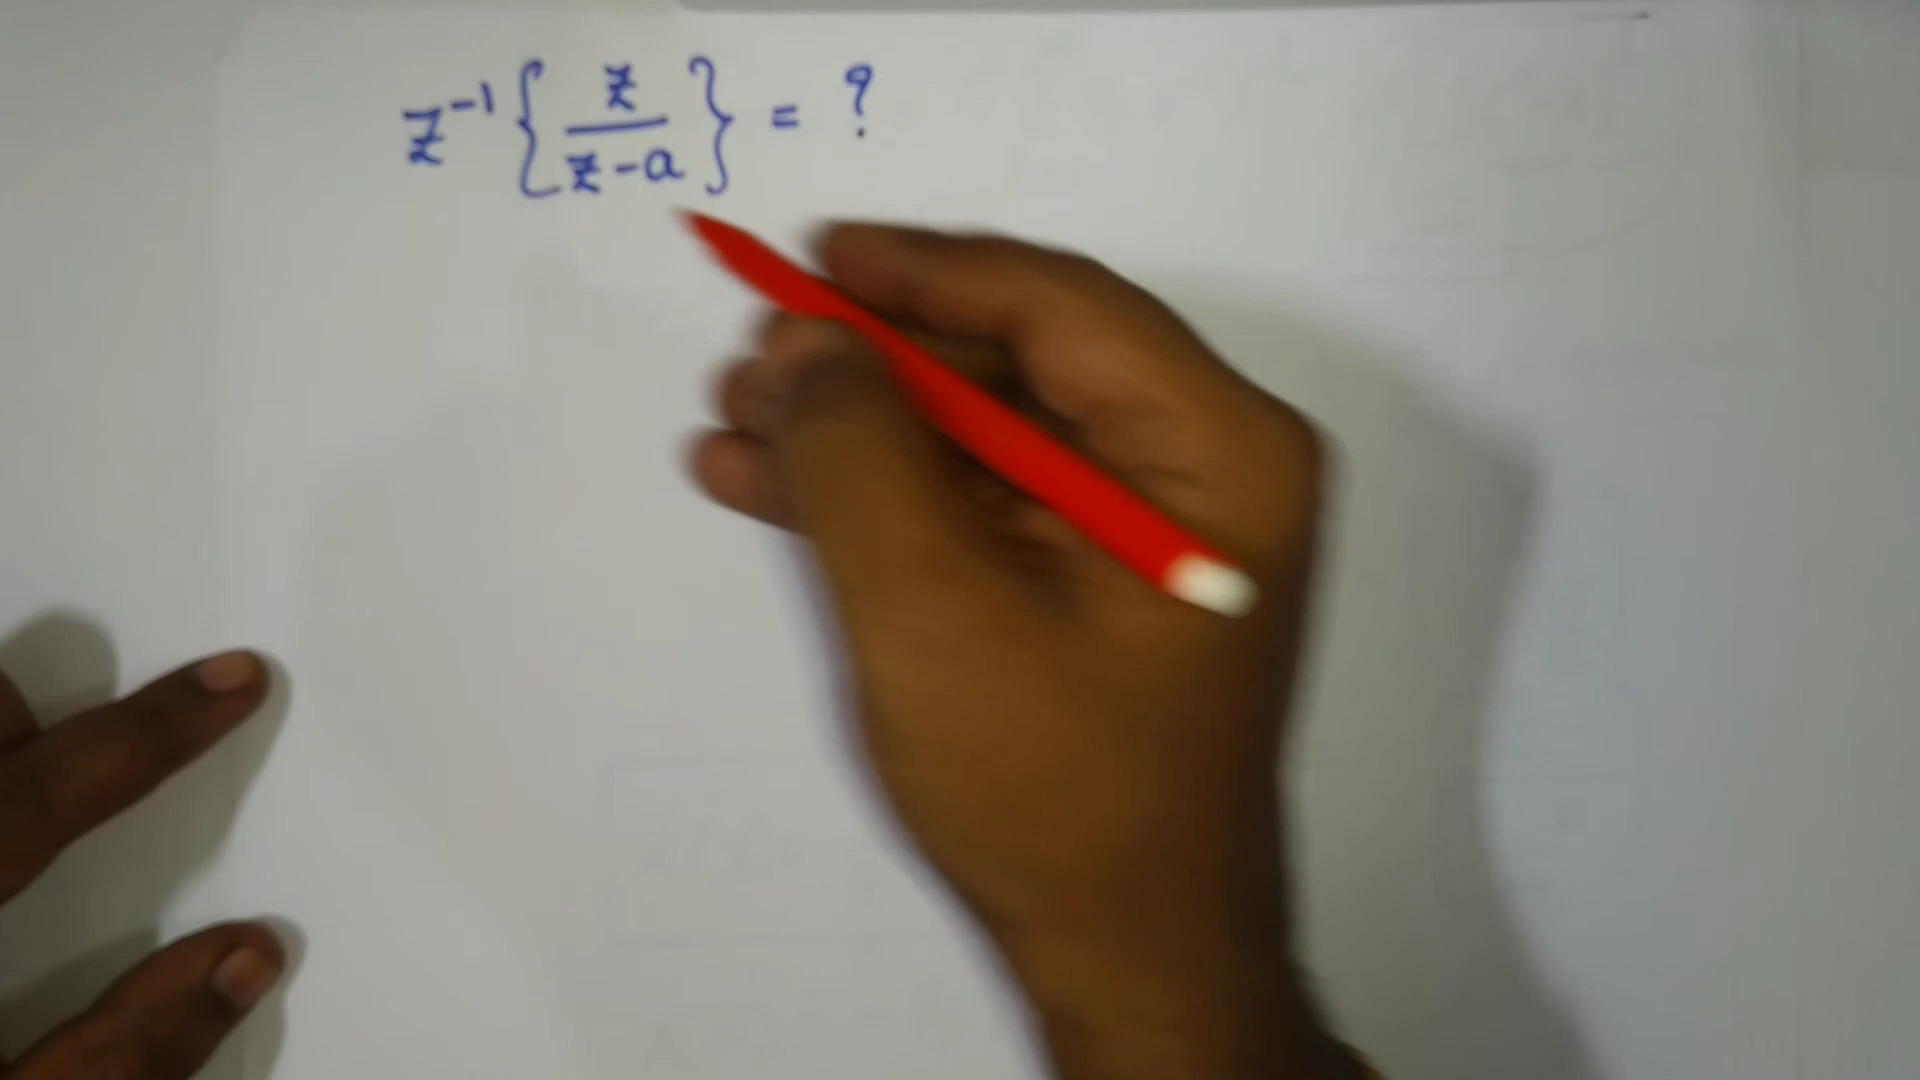 z⁻¹{z/(z-a)} = ?